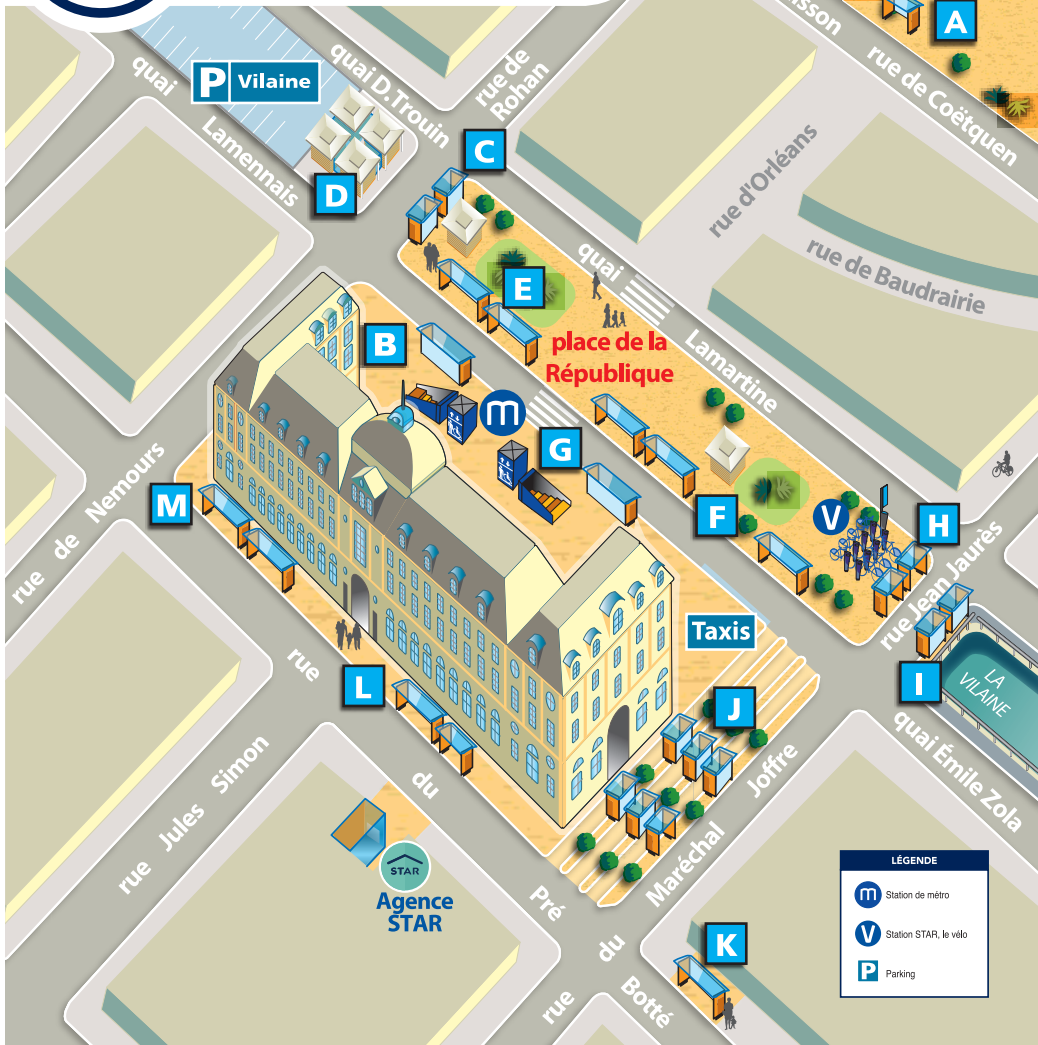 isson
A
rue de Coëtquen
quai D.Trouin
rue de
Rohan
P Vilaine
quai
Lamennais
C
D
rue d'Orléans
rue de Baudrairie
quai
Lamartine
E
B
place de la
République
m
G
M
rue de Nemours
F
V
H
rue Jean Jaurès
Taxis
LA
VILAINE
I
quai Émile Zola
L
J
rue
du
Pré
Botté
rue Jules Simon
rue du Maréchal Joffre
STAR
Agence
STAR
K
LÉGENDE
m Station de métro
V Station STAR, le vélo
P Parking